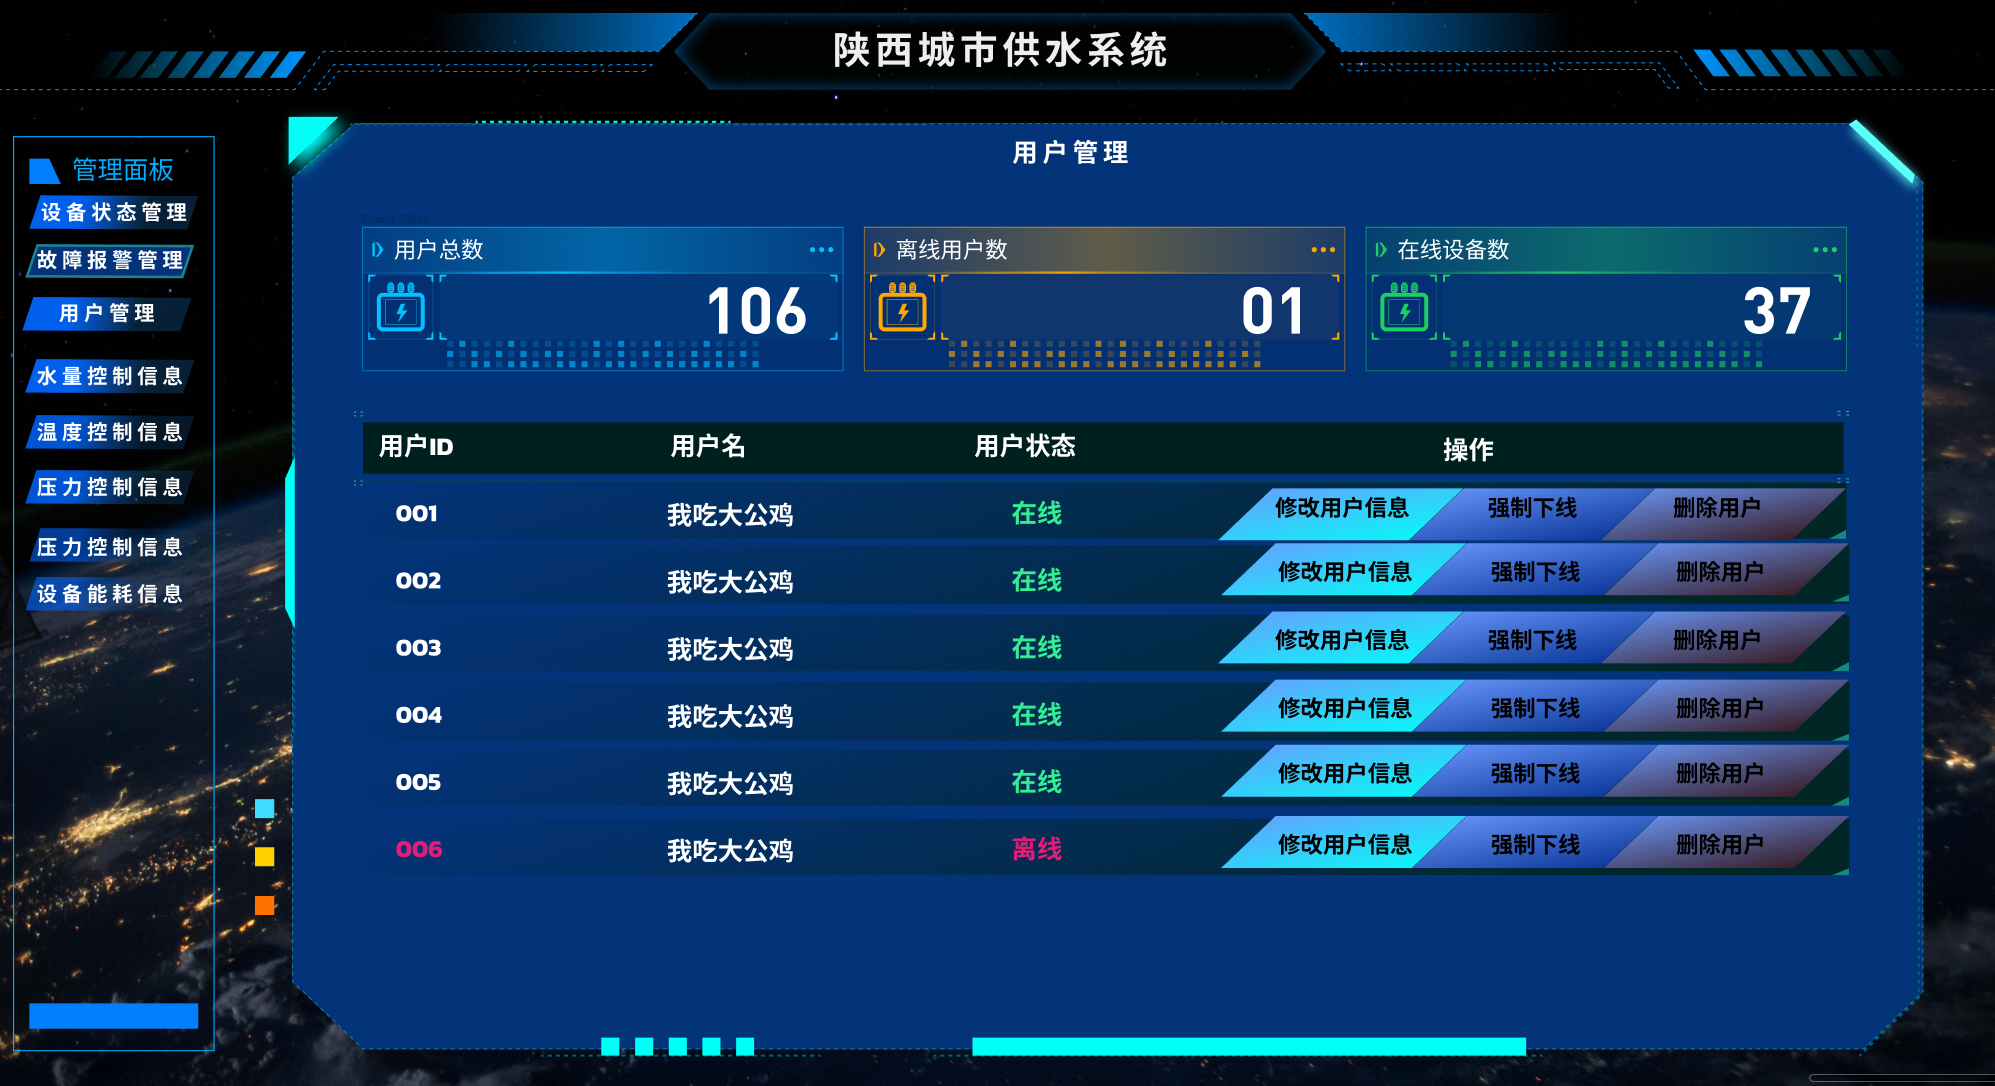 陕西城市供水系统
管理面板
设备状态管理
故障报警管理
用户管理
水量控制信息
温度控制信息
压力控制信息
压力控制信息
设备能耗信息
用户管理
Frame 10980
用户总数
106
离线用户数
01
在线设备数
37
用户ID 用户名 用户状态 操作
001 我吃大公鸡 在线 修改用户信息 强制下线 删除用户
002 我吃大公鸡 在线 修改用户信息 强制下线 删除用户
003 我吃大公鸡 在线 修改用户信息 强制下线 删除用户
004 我吃大公鸡 在线 修改用户信息 强制下线 删除用户
005 我吃大公鸡 在线 修改用户信息 强制下线 删除用户
006 我吃大公鸡 离线 修改用户信息 强制下线 删除用户